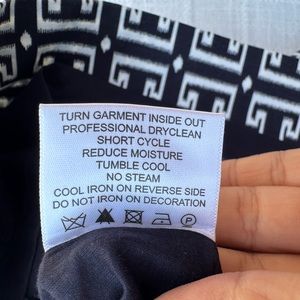 TURN GARMENT INSIDE OUT
PROFESSIONAL DRYCLEAN
SHORT CYCLE
REDUCE MOISTURE
TUMBLE COOL
NO STEAM
COOL IRON ON REVERSE SIDE
DO NOT IRON ON DECORATION